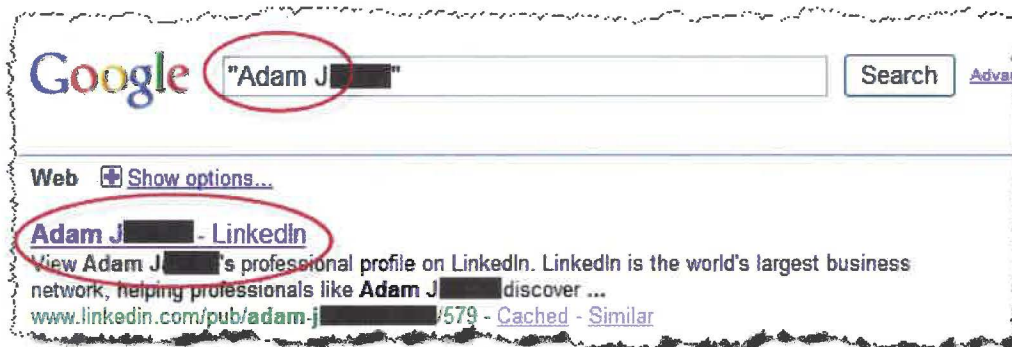 Google "Adam J " Search Advan
Web Show options...
Adam J - LinkedIn
View Adam J 's professional profile on LinkedIn. LinkedIn is the world's largest business
network, helping professionals like Adam J discover ...
www.linkedin.com/pub/adam-j /579 - Cached - Similar